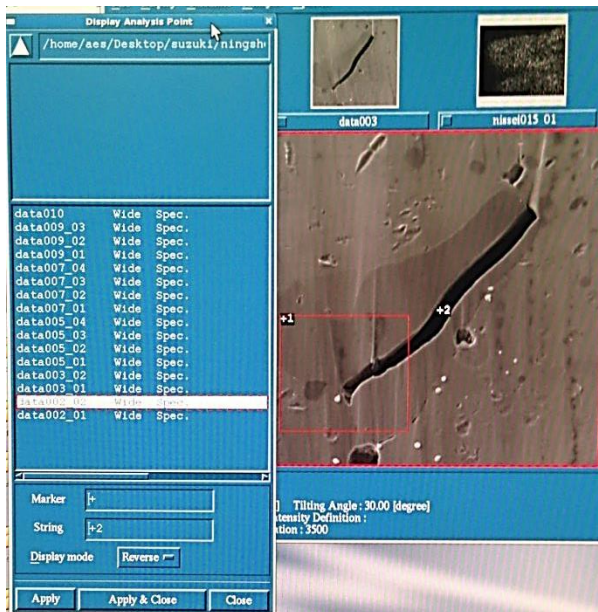 Display Analysis Point
/home/aes/Desktop/suzuki/ningsh
data003
nissei015_01
data010 Wide Spec.
data009_03 Wide Spec.
data009_02 Wide Spec.
data009_01 Wide Spec.
data007_04 Wide Spec.
data007_03 Wide Spec.
data007_02 Wide Spec.
data007_01 Wide Spec.
data005_04 Wide Spec.
data005_03 Wide Spec.
data005_02 Wide Spec.
data005_01 Wide Spec.
data003_02 Wide Spec.
data003_01 Wide Spec.
data002_02 Wide Spec.
data002_01 Wide Spec.
+1
+2
Marker +
String +2
Display mode Reverse
Apply
Apply & Close
Close
] Tilting Angle : 30.00 [degree]
tensity Definition :
ation : 3500